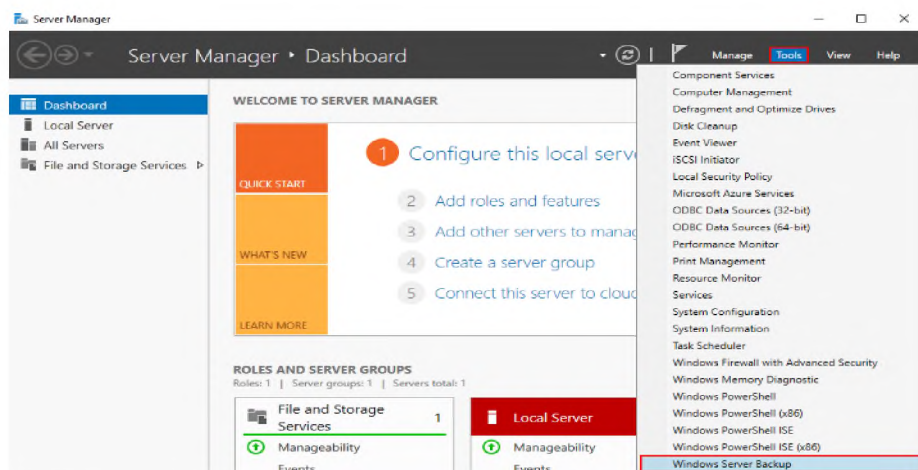 Server Manager
Server Manager • Dashboard
Manage Tools View Help
Dashboard
Local Server
All Servers
File and Storage Services
WELCOME TO SERVER MANAGER
QUICK START
WHAT'S NEW
LEARN MORE
1 Configure this local serv
2 Add roles and features
3 Add other servers to manag
4 Create a server group
5 Connect this server to cloud
ROLES AND SERVER GROUPS
Roles: 1 | Server groups: 1 | Servers total: 1
File and Storage Services 1
Manageability
Events
Local Server
Manageability
Events
Component Services
Computer Management
Defragment and Optimize Drives
Disk Cleanup
Event Viewer
iSCSI Initiator
Local Security Policy
Microsoft Azure Services
ODBC Data Sources (32-bit)
ODBC Data Sources (64-bit)
Performance Monitor
Print Management
Resource Monitor
Services
System Configuration
System Information
Task Scheduler
Windows Firewall with Advanced Security
Windows Memory Diagnostic
Windows PowerShell
Windows PowerShell (x86)
Windows PowerShell ISE
Windows PowerShell ISE (x86)
Windows Server Backup